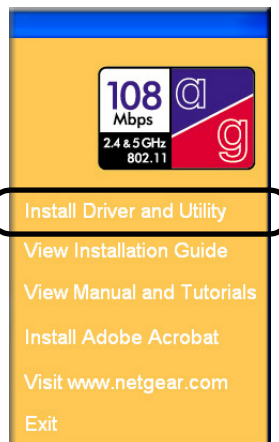 108
Mbps
2.4 & 5 GHz
802.11
a
g
Install Driver and Utility
View Installation Guide
View Manual and Tutorials
Install Adobe Acrobat
Visit www.netgear.com
Exit